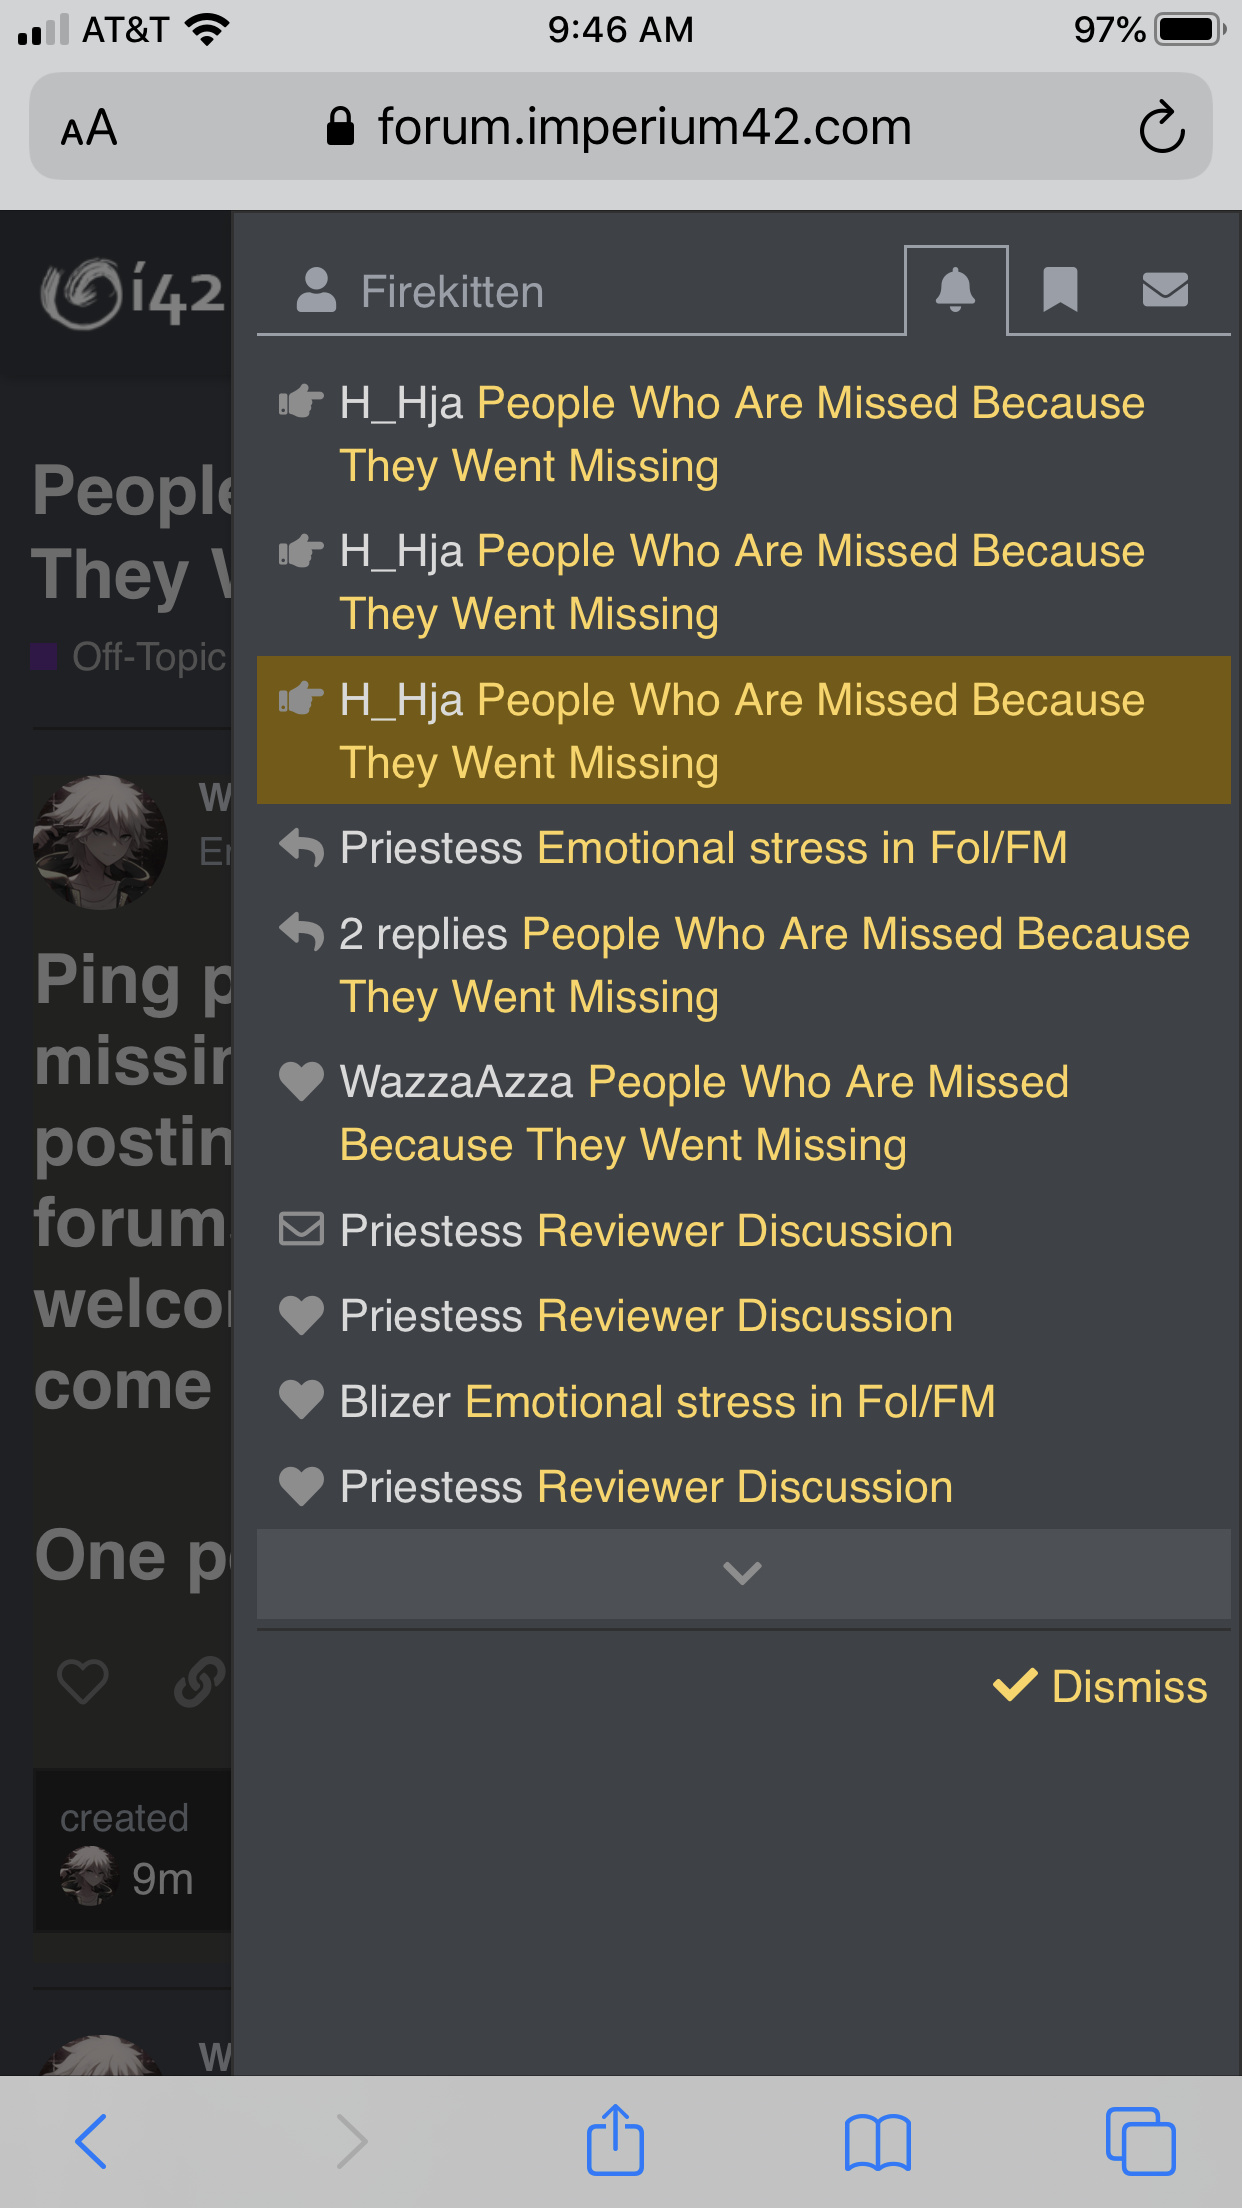 AT&T 9:46 AM 97%
AA forum.imperium42.com
i42
Firekitten
H_Hja People Who Are Missed Because
They Went Missing
H_Hja People Who Are Missed Because
They Went Missing
H_Hja People Who Are Missed Because
They Went Missing
Priestess Emotional stress in FoI/FM
2 replies People Who Are Missed Because
They Went Missing
WazzaAzza People Who Are Missed
Because They Went Missing
Priestess Reviewer Discussion
Priestess Reviewer Discussion
Blizer Emotional stress in FoI/FM
Priestess Reviewer Discussion
Dismiss
People
They
Off-Topic
Ping
forum
come
One
created
9m